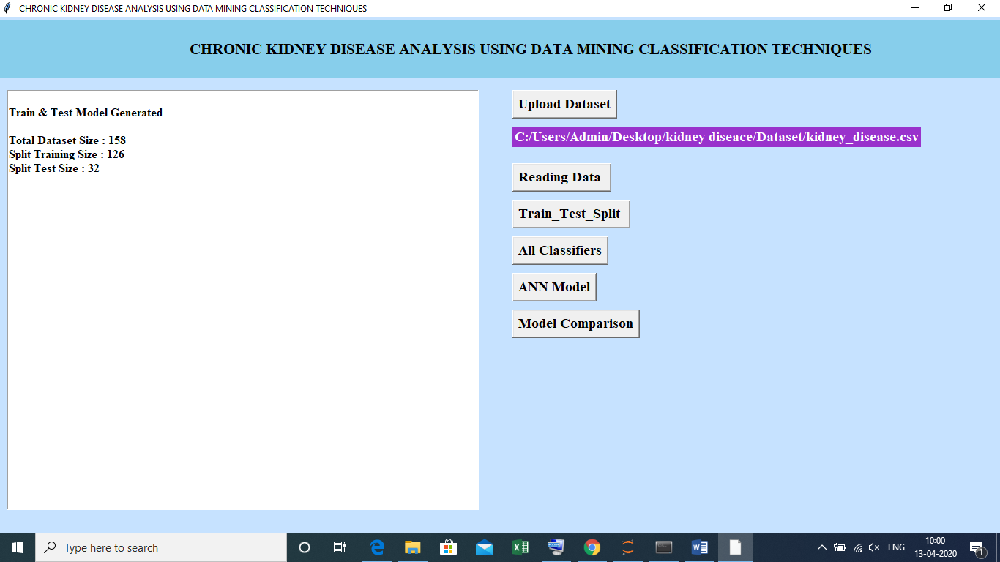 CHRONIC KIDNEY DISEASE ANALYSIS USING DATA MINING CLASSIFICATION TECHNIQUES
CHRONIC KIDNEY DISEASE ANALYSIS USING DATA MINING CLASSIFICATION TECHNIQUES
Train & Test Model Generated
Total Dataset Size : 158
Split Training Size : 126
Split Test Size : 32
Upload Dataset
C:/Users/Admin/Desktop/kidney diseace/Dataset/kidney_disease.csv
Reading Data
Train_Test_Split
All Classifiers
ANN Model
Model Comparison
Type here to search
ENG
10:00
13-04-2020
1